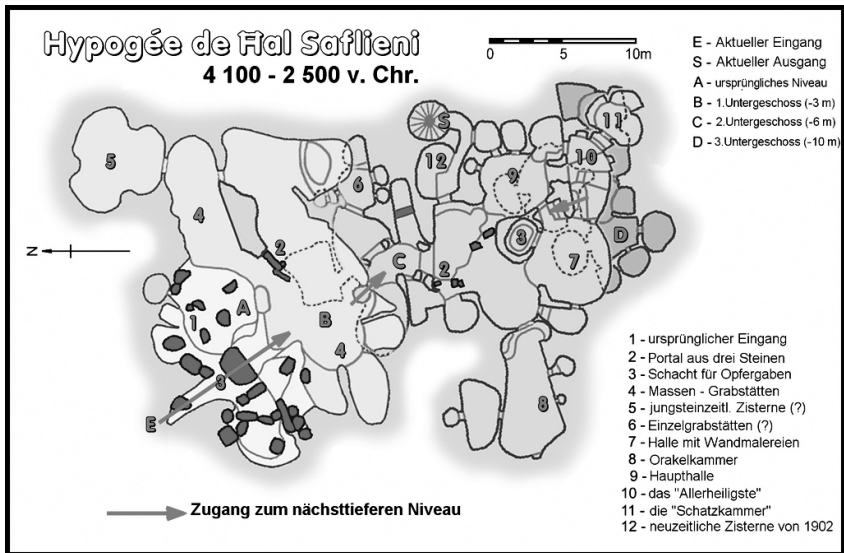 Hypogée de Ħal Saflieni
4 100 - 2 500 v. Chr.
0 5 10m
E - Aktueller Eingang
S - Aktueller Ausgang
A - ursprüngliches Niveau
B - 1.Untergeschoss (-3 m)
C - 2.Untergeschoss (-6 m)
D - 3.Untergeschoss (-10 m)
S
11
5
12
10
9
6
4
2
3
D
N
C
2
7
A
1
B
4
3
E
8
1 - ursprünglicher Eingang
2 - Portal aus drei Steinen
3 - Schacht für Opfergaben
4 - Massen - Grabstätten
5 - jungsteinzeitl. Zisterne (?)
6 - Einzelgrabstätten (?)
7 - Halle mit Wandmalereien
8 - Orakelkammer
9 - Haupthalle
10 - das "Allerheiligste"
11 - die "Schatzkammer"
12 - neuzeitliche Zisterne von 1902
Zugang zum nächsttieferen Niveau